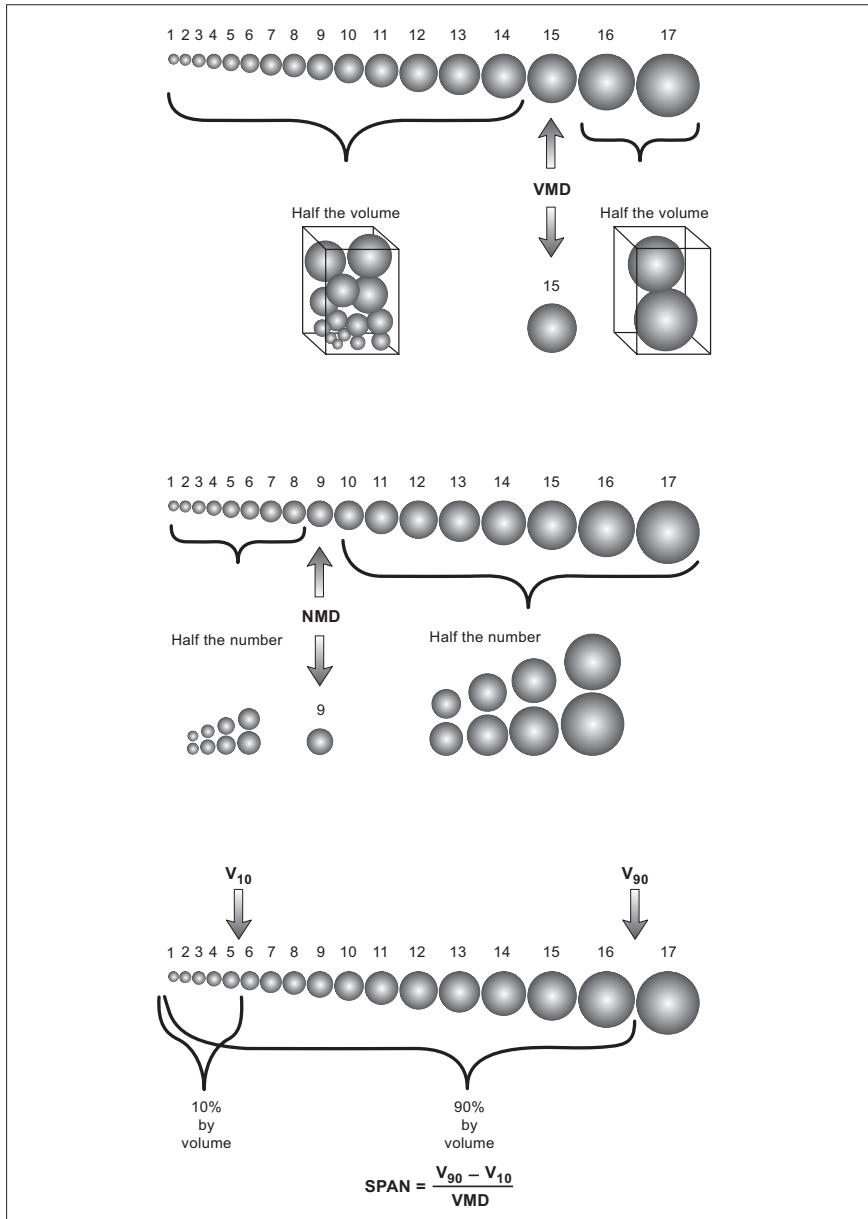 1 2 3 4 5 6 7 8 9 10 11 12 13 14 15 16 17
VMD
Half the volume
Half the volume
15
1 2 3 4 5 6 7 8 9 10 11 12 13 14 15 16 17
NMD
Half the number
Half the number
9
V10
V90
1 2 3 4 5 6 7 8 9 10 11 12 13 14 15 16 17
10%
by
volume
90%
by
volume
SPAN = V90 – V10
VMD